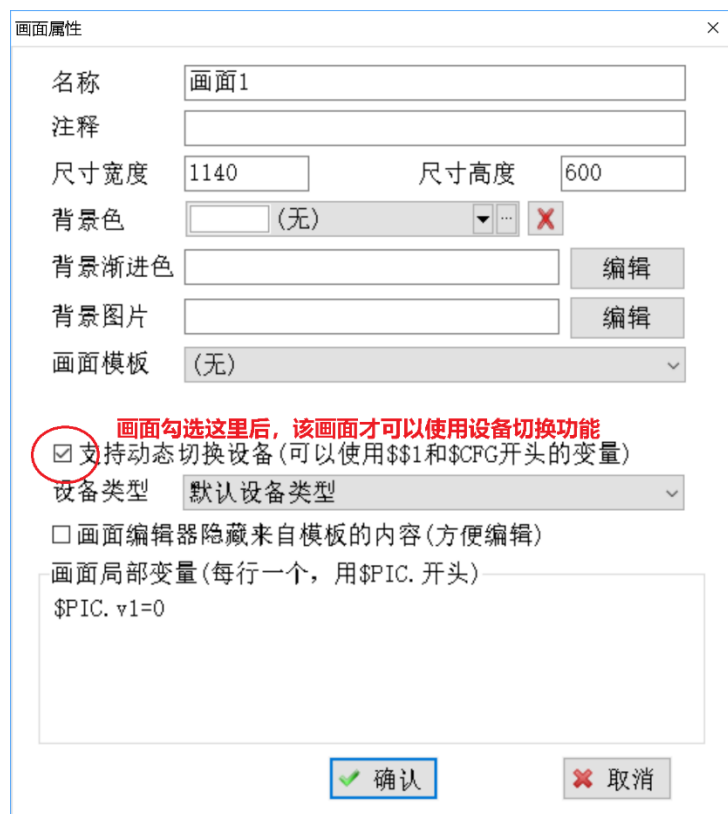 画面属性
名称 画面1
注释
尺寸宽度 1140 尺寸高度 600
背景色 (无) ...
背景渐进色 编辑
背景图片 编辑
画面模板 (无)
画面勾选这里后，该画面才可以使用设备切换功能
支持动态切换设备(可以使用$$1和$CFG开头的变量)
设备类型 默认设备类型
画面编辑器隐藏来自模板的内容(方便编辑)
画面局部变量(每行一个，用$PIC.开头)
$PIC.v1=0
确认 取消